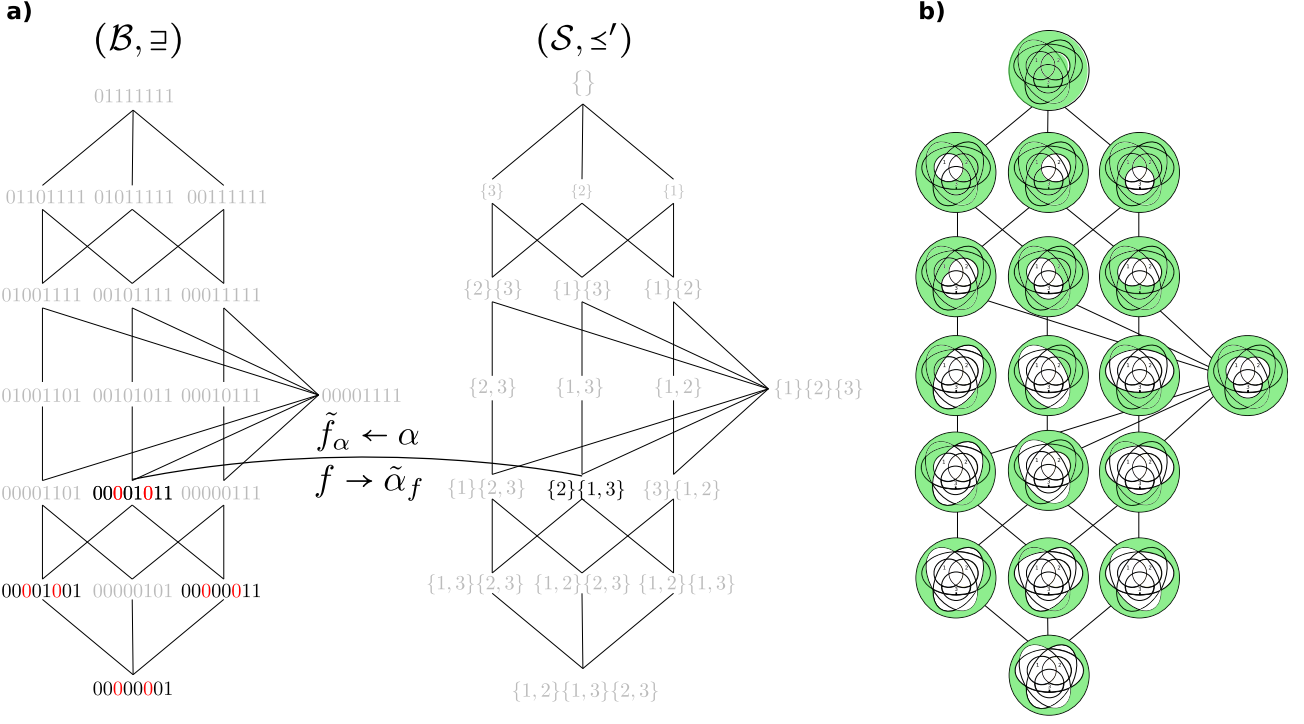 a)
(ℬ, ⊒)
(𝒮, ⪯′)
b)
01111111
{}
01101111 01011111 00111111
{3} {2} {1}
01001111 00101111 00011111
{2}{3} {1}{3} {1}{2}
01001101 00101011 00010111 00001111
{2, 3} {1, 3} {1, 2} {1}{2}{3}
f̃α ← α
f → α̃f
00001101 00001011 00000111
{1}{2, 3} {2}{1, 3} {3}{1, 2}
00001001 00000101 00000011
{1, 3}{2, 3} {1, 2}{2, 3} {1, 2}{1, 3}
00000001
{1, 2}{1, 3}{2, 3}